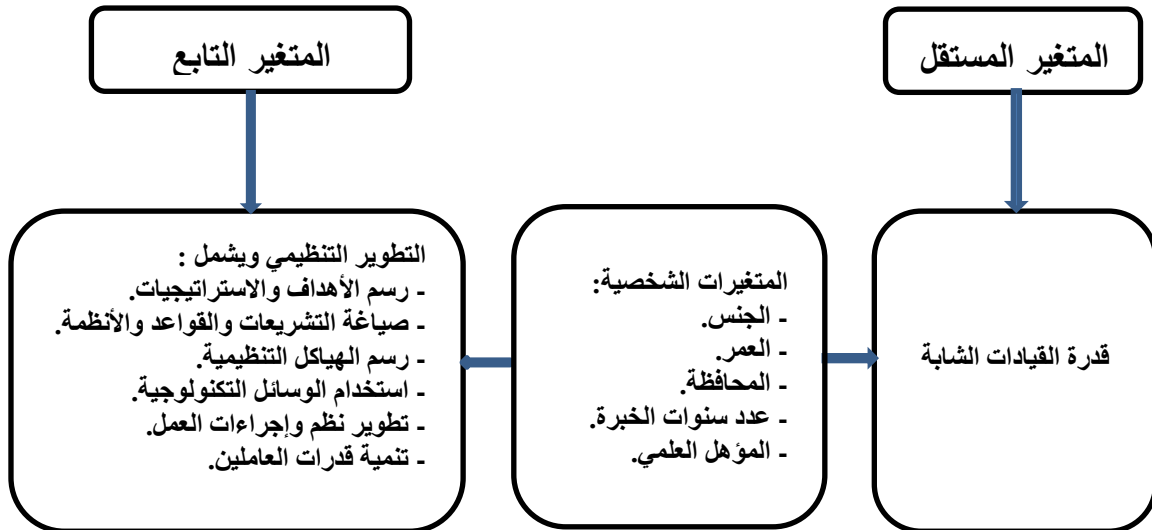 المتغير المستقل
المتغير التابع
قدرة القيادات الشابة
المتغيرات الشخصية:
- الجنس.
- العمر.
- المحافظة.
- عدد سنوات الخبرة.
- المؤهل العلمي.
التطوير التنظيمي ويشمل :
- رسم الأهداف والاستراتيجيات.
- صياغة التشريعات والقواعد والأنظمة.
- رسم الهياكل التنظيمية.
- استخدام الوسائل التكنولوجية.
- تطوير نظم وإجراءات العمل.
- تنمية قدرات العاملين.